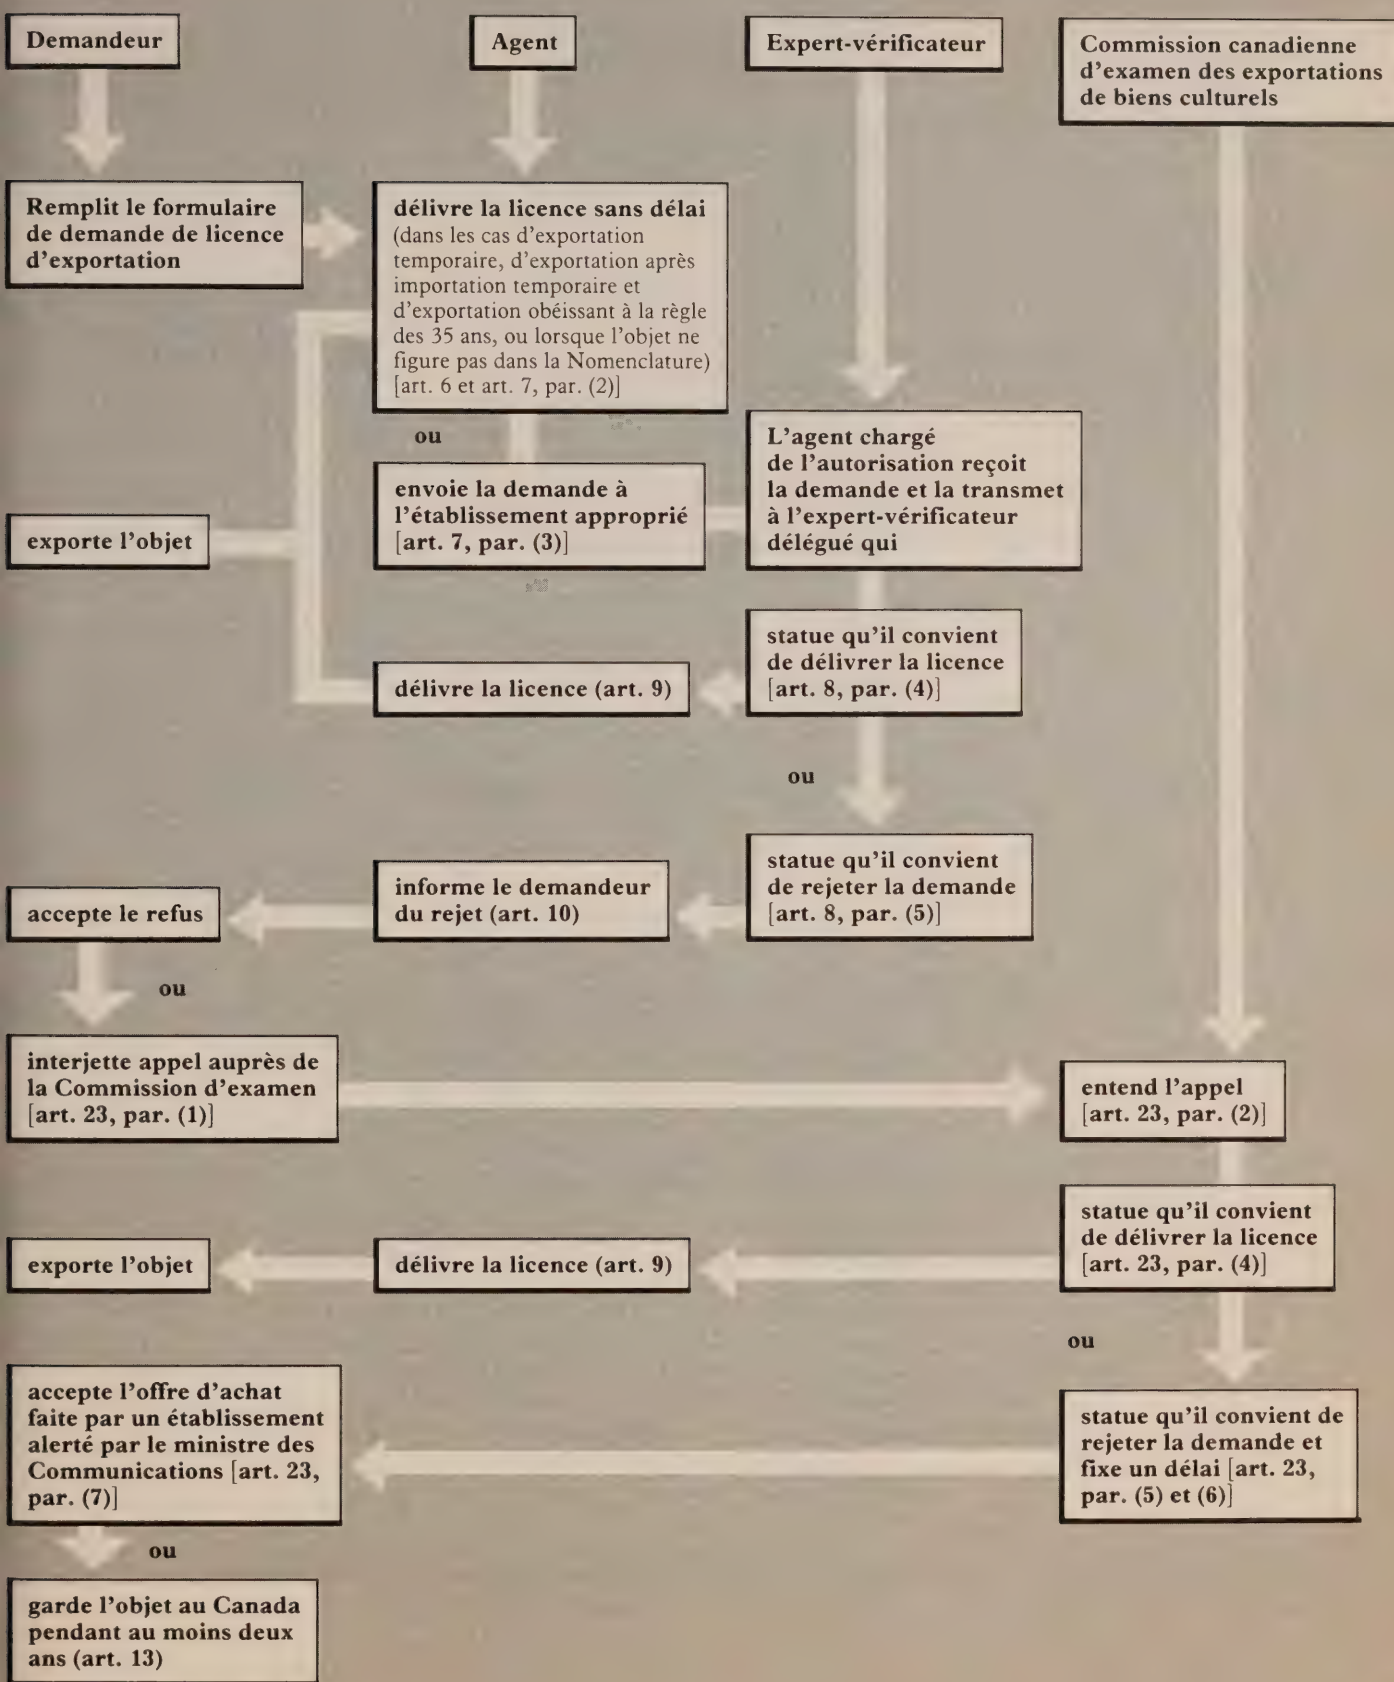 Demandeur
Agent
Expert-vérificateur
Commission canadienne
d'examen des exportations
de biens culturels
Remplit le formulaire
de demande de licence
d'exportation
délivre la licence sans délai
(dans les cas d'exportation
temporaire, d'exportation après
importation temporaire et
d'exportation obéissant à la règle
des 35 ans, ou lorsque l'objet ne
figure pas dans la Nomenclature)
[art. 6 et art. 7, par. (2)]
ou
envoie la demande à
l'établissement approprié
[art. 7, par. (3)]
L'agent chargé
de l'autorisation reçoit
la demande et la transmet
à l'expert-vérificateur
délégué qui
exporte l'objet
statue qu'il convient
de délivrer la licence
[art. 8, par. (4)]
délivre la licence (art. 9)
ou
statue qu'il convient
de rejeter la demande
[art. 8, par. (5)]
informe le demandeur
du rejet (art. 10)
accepte le refus
ou
interjette appel auprès de
la Commission d'examen
[art. 23, par. (1)]
entend l'appel
[art. 23, par. (2)]
statue qu'il convient
de délivrer la licence
[art. 23, par. (4)]
délivre la licence (art. 9)
exporte l'objet
ou
statue qu'il convient de
rejeter la demande et
fixe un délai [art. 23,
par. (5) et (6)]
accepte l'offre d'achat
faite par un établissement
alerté par le ministre des
Communications [art. 23,
par. (7)]
ou
garde l'objet au Canada
pendant au moins deux
ans (art. 13)